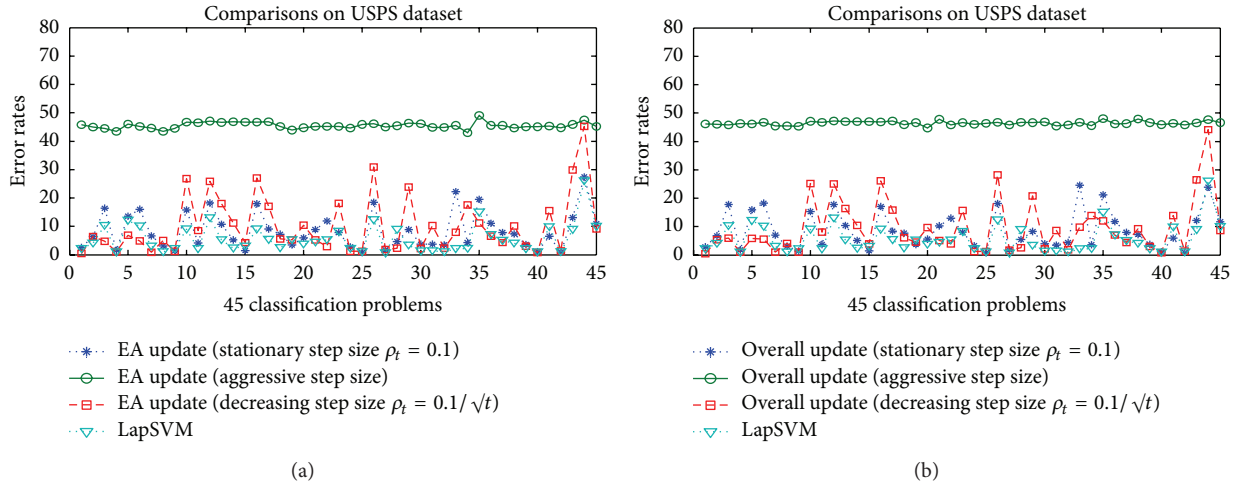 Comparisons on USPS dataset
80
70
60
50
40
30
20
10
0
Error rates
0 5 10 15 20 25 30 35 40 45
45 classification problems
EA update (stationary step size ρt = 0.1)
EA update (aggressive step size)
EA update (decreasing step size ρt = 0.1/√t)
LapSVM
(a)
Comparisons on USPS dataset
80
70
60
50
40
30
20
10
0
Error rates
0 5 10 15 20 25 30 35 40 45
45 classification problems
Overall update (stationary step size ρt = 0.1)
Overall update (aggressive step size)
Overall update (decreasing step size ρt = 0.1/√t)
LapSVM
(b)